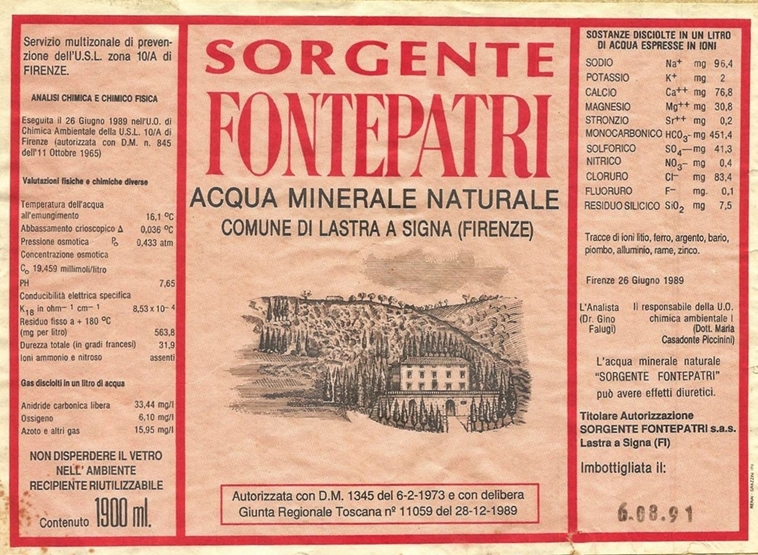 Servizio multizonale di preven-
zione dell'U.S.L. zona 10/A di
FIRENZE.
ANALISI CHIMICA E CHIMICO FISICA
Eseguita il 26 Giugno 1989 nell'U.O. di
Chimica Ambientale della U.S.L. 10/A di
Firenze (autorizzata con D.M. n. 845
dell'11 Ottobre 1965)
Valutazioni fisiche e chimiche diverse
Temperatura dell'acqua
all'emungimento 16,1 ºC
Abbassamento crioscopico Δ 0,036 ºC
Pressione osmotica Po 0,433 atm
Concentrazione osmotica
Co 19,459 millimoli/litro
PH 7,65
Conducibilità elettrica specifica
K18 in ohm– 1 cm– 1 8,53x10- 4
Residuo fisso a + 180 ºC
(mg per litro) 563,8
Durezza totale (in gradi francesi) 31,9
Ioni ammonio e nitroso assenti
Gas disciolti in un litro di acqua
Anidride carbonica libera 33,44 mg/l
Ossigeno 6,10 mg/l
Azoto e altri gas 15,95 mg/l
NON DISPERDERE IL VETRO
NELL' AMBIENTE
RECIPIENTE RIUTILIZZABILE
Contenuto 1900 ml.
SORGENTE
FONTEPATRI
ACQUA MINERALE NATURALE
COMUNE DI LASTRA A SIGNA (FIRENZE)
Autorizzata con D.M. 1345 del 6-2-1973 e con delibera
Giunta Regionale Toscana nº 11059 del 28-12-1989
SOSTANZE DISCIOLTE IN UN LITRO
DI ACQUA ESPRESSE IN IONI
SODIO Na+ mg 96,4
POTASSIO K+ mg 2
CALCIO Ca++ mg 76,8
MAGNESIO Mg++ mg 30,8
STRONZIO Sr++ mg 0,2
MONOCARBONICO HCO3– mg 451,4
SOLFORICO SO4–– mg 41,3
NITRICO NO3– mg 0,4
CLORURO Cl– mg 83,4
FLUORURO F– mg. 0,1
RESIDUO SILICICO SiO2 mg 7,5
Tracce di ioni litio, ferro, argento, bario,
piombo, alluminio, rame, zinco.
Firenze 26 Giugno 1989
L'Analista Il responsabile della U.O.
(Dr. Gino chimica ambientale I
Falugi) (Dott. Maria
Casadonte Piccinini)
L'acqua minerale naturale
"SORGENTE FONTEPATRI"
può avere effetti diuretici.
Titolare Autorizzazione
SORGENTE FONTEPATRI s.a.s.
Lastra a Signa (FI)
Imbottigliata il:
6.08.91